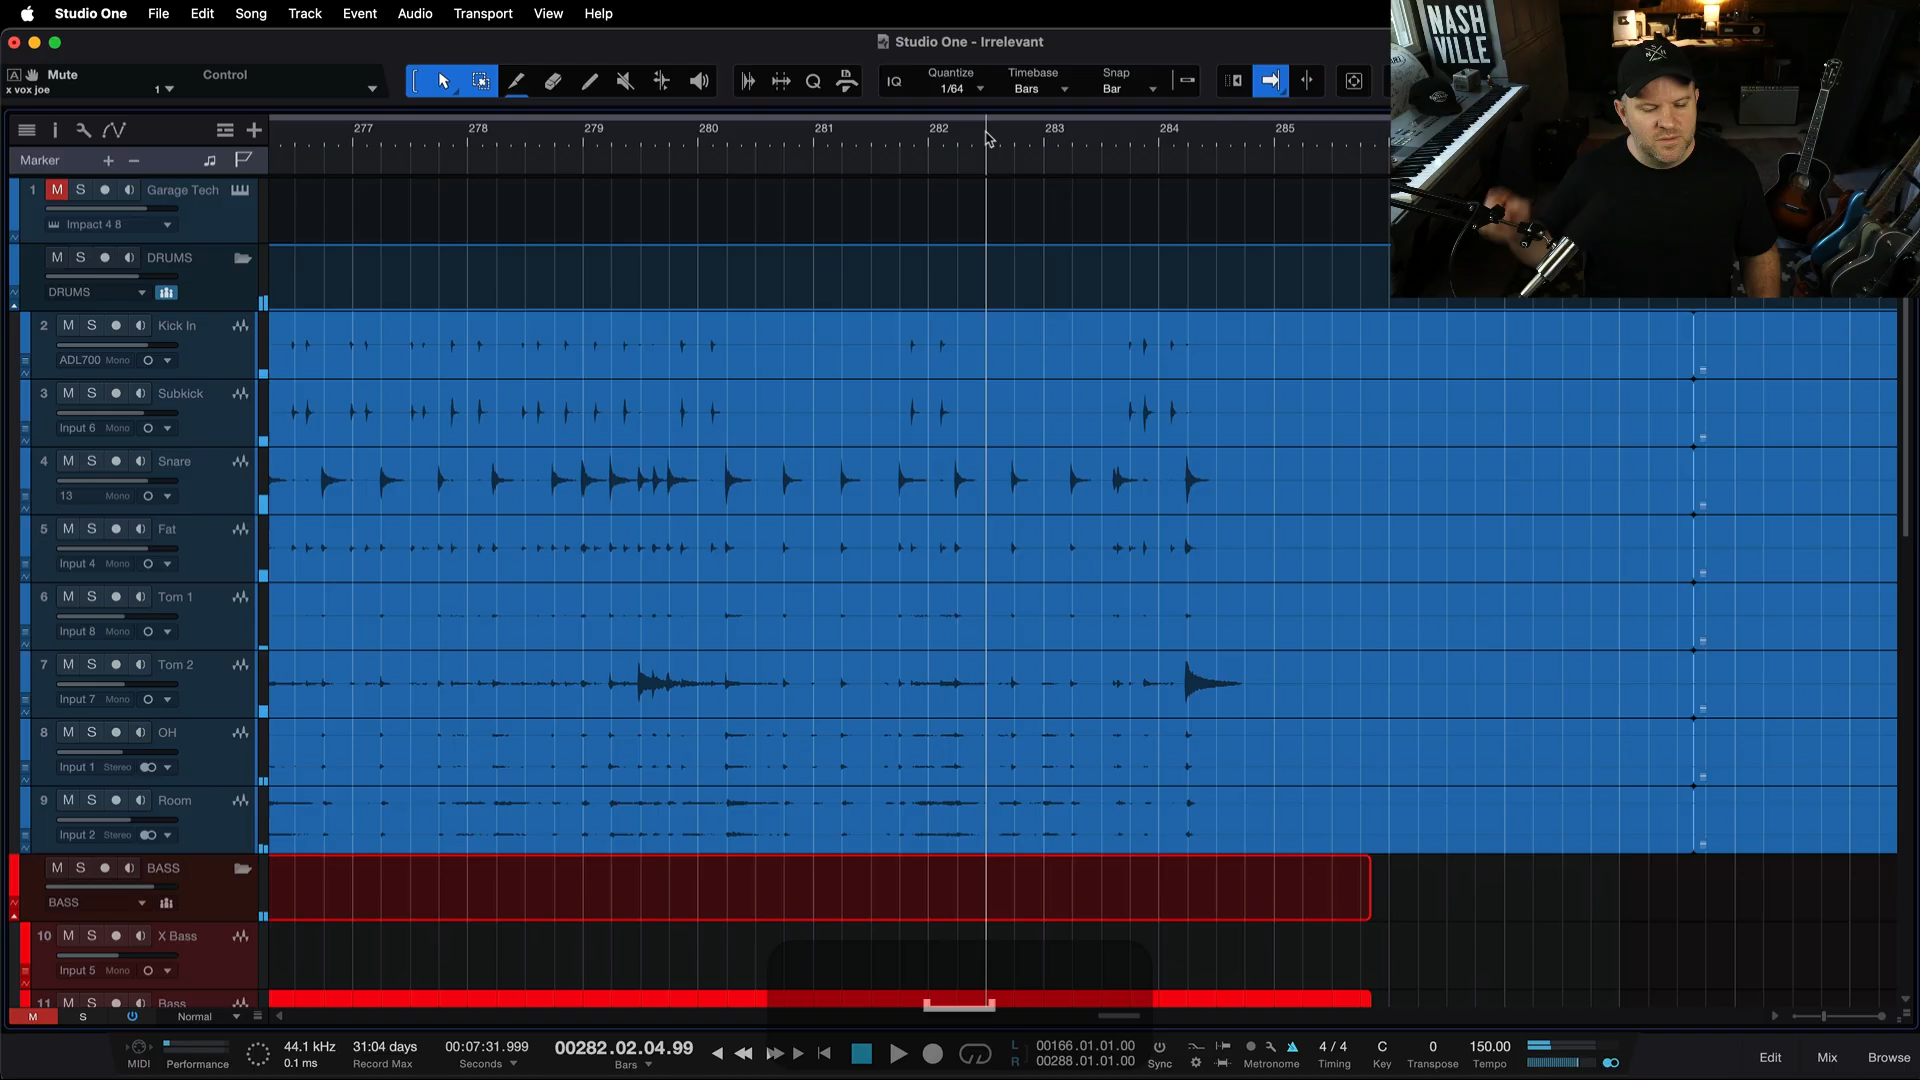 Studio One File Edit Song Track Event Audio Transport View Help
Studio One - Irrelevant
A Mute Control
x vox joe 1
IQ Quantize Timebase Snap
1/64 Bars Bar
277 278 279 280 281 282 283 284 285
Marker
1 M S Garage Tech
Impact 4 8
M S DRUMS
DRUMS
2 M S Kick In
ADL700 Mono
3 M S Subkick
Input 6 Mono
4 M S Snare
13 Mono
5 M S Fat
Input 4 Mono
6 M S Tom 1
Input 8 Mono
7 M S Tom 2
Input 7 Mono
8 M S OH
Input 1 Stereo
9 M S Room
Input 2 Stereo
M S BASS
BASS
10 M S X Bass
Input 5 Mono
11 M S Bass
M S Normal
MIDI Performance
44.1 kHz
0.1 ms
31:04 days
Record Max
00:07:31.999
Seconds
00282.02.04.99
Bars
L 00166.01.01.00
R 00288.01.01.00
Sync
Metronome
4 / 4
Timing
C
Key
0
Transpose
150.00
Tempo
Edit Mix Browse
NASH
VILLE